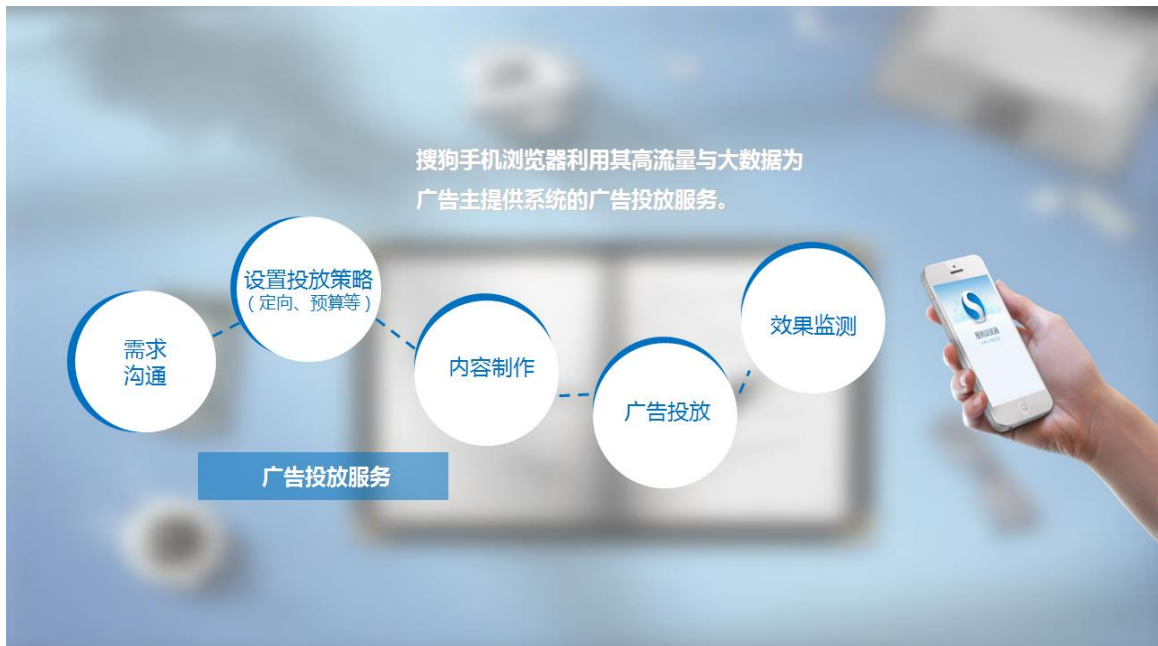 搜狗手机浏览器利用其高流量与大数据为
广告主提供系统的广告投放服务。
需求
沟通
设置投放策略
（定向、预算等）
内容制作
广告投放
效果监测
广告投放服务